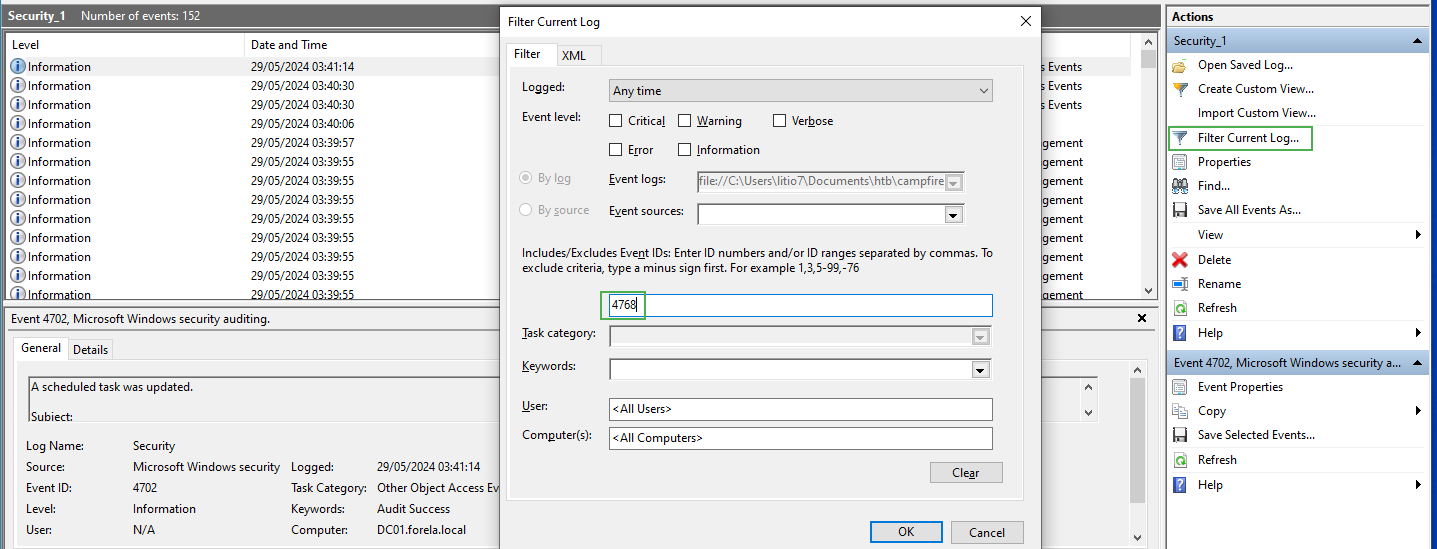 Security_1 Number of events: 152
Level Date and Time
Information 29/05/2024 03:41:14 s Events
Information 29/05/2024 03:40:30 s Events
Information 29/05/2024 03:40:30 s Events
Information 29/05/2024 03:40:06
Information 29/05/2024 03:39:57 gement
Information 29/05/2024 03:39:55 gement
Information 29/05/2024 03:39:55 gement
Information 29/05/2024 03:39:55 gement
Information 29/05/2024 03:39:55 gement
Information 29/05/2024 03:39:55 gement
Information 29/05/2024 03:39:55 gement
Information 29/05/2024 03:39:55 gement
Information 29/05/2024 03:39:55 gement
Event 4702, Microsoft Windows security auditing.
General Details
A scheduled task was updated.
Subject:
Log Name: Security
Source: Microsoft Windows security Logged: 29/05/2024 03:41:14
Event ID: 4702 Task Category: Other Object Access Ev
Level: Information Keywords: Audit Success
User: N/A Computer: DC01.forela.local
Filter Current Log
Filter XML
Logged: Any time
Event level: Critical Warning Verbose
Error Information
By log Event logs: file://C:\Users\litio7\Documents\htb\campfire
By source Event sources:
Includes/Excludes Event IDs: Enter ID numbers and/or ID ranges separated by commas. To
exclude criteria, type a minus sign first. For example 1,3,5-99,-76
4768
Task category:
Keywords:
User: <All Users>
Computer(s): <All Computers>
Clear
OK Cancel
Actions
Security_1
Open Saved Log...
Create Custom View...
Import Custom View...
Filter Current Log...
Properties
Find...
Save All Events As...
View
Delete
Rename
Refresh
Help
Event 4702, Microsoft Windows security a...
Event Properties
Copy
Save Selected Events...
Refresh
Help